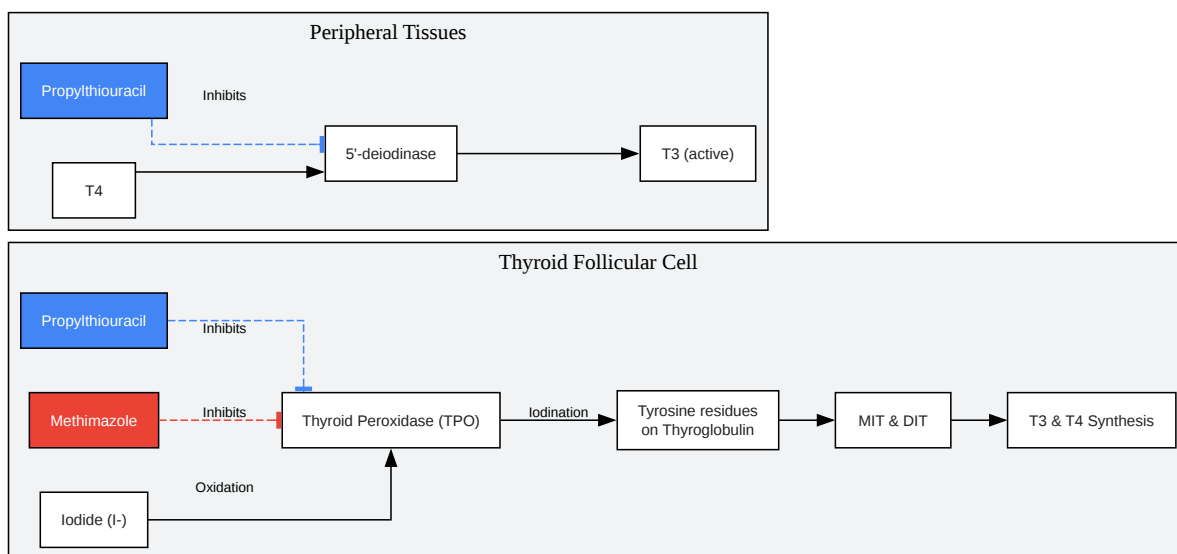 Peripheral Tissues
Propylthiouracil
Inhibits
5'-deiodinase
T3 (active)
T4
Thyroid Follicular Cell
Propylthiouracil
Inhibits
Methimazole
Inhibits
Thyroid Peroxidase (TPO)
Iodination
Tyrosine residues
on Thyroglobulin
MIT & DIT
T3 & T4 Synthesis
Oxidation
Iodide (I-)